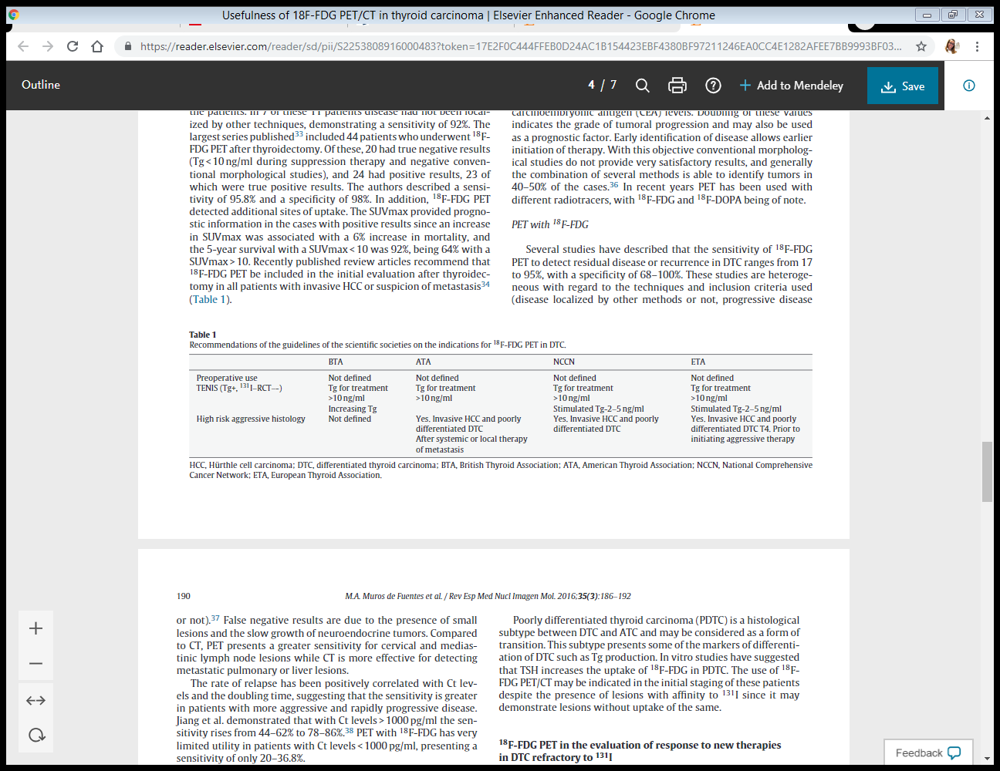 Usefulness of 18F-FDG PET/CT in thyroid carcinoma | Elsevier Enhanced Reader - Google Chrome
https://reader.elsevier.com/reader/sd/pii/S2253808916000483?token=17E2F0C444FFEB0D24AC1B154423EBF4380BF97211246EA0CC4E1282AFEE7BB9993BF03...
Outline
4 / 7
Add to Mendeley
Save
the patients. In 7 of these 11 patients disease had not been local-
ized by other techniques, demonstrating a sensitivity of 92%. The
largest series published33 included 44 patients who underwent 18F-
FDG PET after thyroidectomy. Of these, 20 had true negative results
(Tg < 10 ng/ml during suppression therapy and negative conven-
tional morphological studies), and 24 had positive results, 23 of
which were true positive results. The authors described a sensi-
tivity of 95.8% and a specificity of 98%. In addition, 18F-FDG PET
detected additional sites of uptake. The SUVmax provided progno-
stic information in the cases with positive results since an increase
in SUVmax was associated with a 6% increase in mortality, and
the 5-year survival with a SUVmax < 10 was 92%, being 64% with a
SUVmax > 10. Recently published review articles recommend that
18F-FDG PET be included in the initial evaluation after thyroidec-
tomy in all patients with invasive HCC or suspicion of metastasis34
(Table 1).
carcinoembryonic antigen (CEA) levels. Doubling of these values
indicates the grade of tumoral progression and may also be used
as a prognostic factor. Early identification of disease allows earlier
initiation of therapy. With this objective conventional morpholog-
ical studies do not provide very satisfactory results, and generally
the combination of several methods is able to identify tumors in
40–50% of the cases.36 In recent years PET has been used with
different radiotracers, with 18F-FDG and 18F-DOPA being of note.
PET with 18F-FDG
Several studies have described that the sensitivity of 18F-FDG
PET to detect residual disease or recurrence in DTC ranges from 17
to 95%, with a specificity of 68–100%. These studies are heteroge-
neous with regard to the techniques and inclusion criteria used
(disease localized by other methods or not, progressive disease
Table 1
Recommendations of the guidelines of the scientific societies on the indications for 18F-FDG PET in DTC.
BTA ATA NCCN ETA
Preoperative use Not defined Not defined Not defined Not defined
TENIS (Tg+, 131I–RCT–-) Tg for treatment Tg for treatment Tg for treatment Tg for treatment
>10 ng/ml >10 ng/ml >10 ng/ml >10 ng/ml
Increasing Tg Stimulated Tg-2–5 ng/ml Stimulated Tg-2–5 ng/ml
High risk aggressive histology Not defined Yes. Invasive HCC and poorly Yes. Invasive HCC and poorly Yes. Invasive HCC and poorly
differentiated DTC differentiated DTC differentiated DTC T4. Prior to
After systemic or local therapy initiating aggressive therapy
of metastasis
HCC, Hürthle cell carcinoma; DTC, differentiated thyroid carcinoma; BTA, British Thyroid Association; ATA, American Thyroid Association; NCCN, National Comprehensive
Cancer Network; ETA, European Thyroid Association.
190
M.A. Muros de Fuentes et al. / Rev Esp Med Nucl Imagen Mol. 2016;35(3):186–192
or not).37 False negative results are due to the presence of small
lesions and the slow growth of neuroendocrine tumors. Compared
to CT, PET presents a greater sensitivity for cervical and medias-
tinic lymph node lesions while CT is more effective for detecting
metastatic pulmonary or liver lesions.
The rate of relapse has been positively correlated with Ct lev-
els and the doubling time, suggesting that the sensitivity is greater
in patients with more aggressive and rapidly progressive disease.
Jiang et al. demonstrated that with Ct levels > 1000 pg/ml the sen-
sitivity rises from 44–62% to 78–86%.38 PET with 18F-FDG has very
limited utility in patients with Ct levels < 1000 pg/ml, presenting a
sensitivity of only 20–36.8%.
Poorly differentiated thyroid carcinoma (PDTC) is a histological
subtype between DTC and ATC and may be considered as a form of
transition. This subtype presents some of the markers of differenti-
ation of DTC such as Tg production. In vitro studies have suggested
that TSH increases the uptake of 18F-FDG in PDTC. The use of 18F-
FDG PET/CT may be indicated in the initial staging of these patients
despite the presence of lesions with affinity to 131I since it may
demonstrate lesions without uptake of the same.
18F-FDG PET in the evaluation of response to new therapies
in DTC refractory to 131I
Feedback